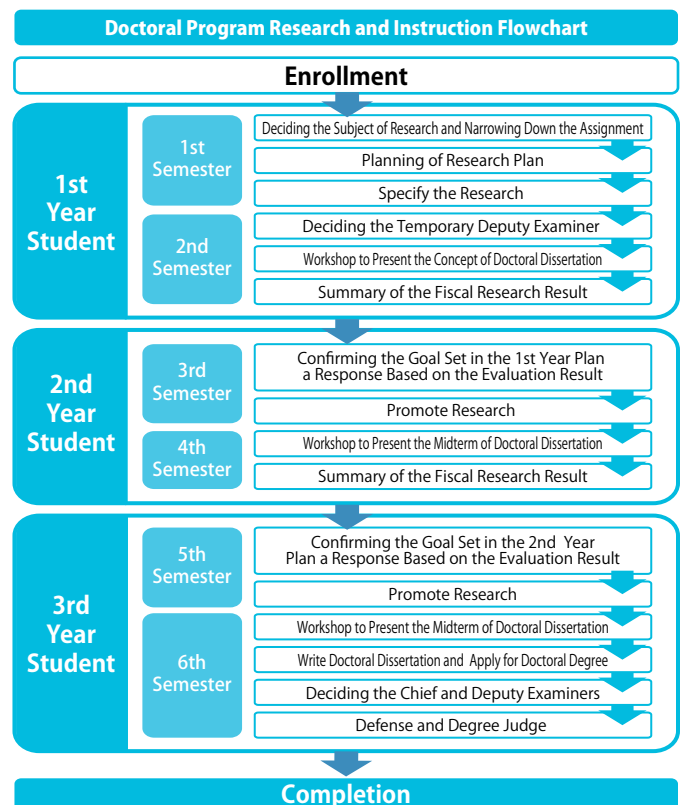 Doctoral Program Research and Instruction Flowchart
Enrollment
1st
Year
Student
1st
Semester
Deciding the Subject of Research and Narrowing Down the Assignment
Planning of Research Plan
Specify the Research
2nd
Semester
Deciding the Temporary Deputy Examiner
Workshop to Present the Concept of Doctoral Dissertation
Summary of the Fiscal Research Result
2nd
Year
Student
3rd
Semester
Confirming the Goal Set in the 1st Year Plan
a Response Based on the Evaluation Result
Promote Research
4th
Semester
Workshop to Present the Midterm of Doctoral Dissertation
Summary of the Fiscal Research Result
3rd
Year
Student
5th
Semester
Confirming the Goal Set in the 2nd Year
Plan a Response Based on the Evaluation Result
Promote Research
6th
Semester
Workshop to Present the Midterm of Doctoral Dissertation
Write Doctoral Dissertation and Apply for Doctoral Degree
Deciding the Chief and Deputy Examiners
Defense and Degree Judge
Completion